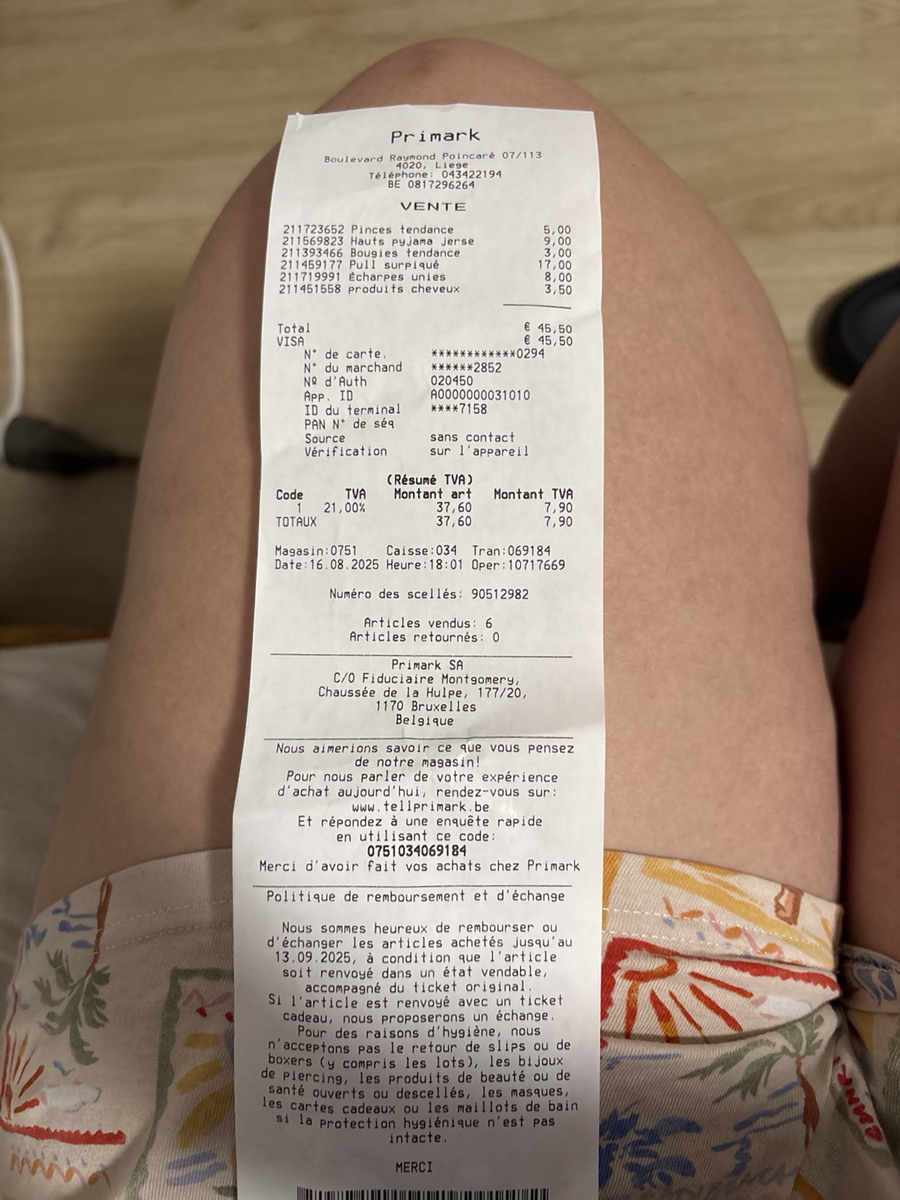 Primark
Boulevard Raymond Poincaré 07/113
4020, Liege
Téléphone: 043422194
BE 0817296264
VENTE
211723652 Pinces tendance 5,00
211569823 Hauts pyjama jerse 9,00
211393466 Bougies tendance 3,00
211459177 Pull surpiqué 17,00
211719991 Écharpes unies 8,00
211451558 produits cheveux 3,50
Total € 45,50
VISA € 45,50
N° de carte. ************0294
N° du marchand ******2852
Nº d'Auth 020450
App. ID A0000000031010
ID du terminal ****7158
PAN N° de séq
Source sans contact
Vérification sur l'appareil
(Résumé TVA)
Code TVA Montant art Montant TVA
1 21,00% 37,60 7,90
TOTAUX 37,60 7,90
Magasin:0751 Caisse:034 Tran:069184
Date:16.08.2025 Heure:18:01 Oper:10717669
Numéro des scellés: 90512982
Articles vendus: 6
Articles retournés: 0
Primark SA
C/O Fiduciaire Montgomery,
Chaussée de la Hulpe, 177/20,
1170 Bruxelles
Belgique
Nous aimerions savoir ce que vous pensez
de notre magasin!
Pour nous parler de votre expérience
d'achat aujourd'hui, rendez-vous sur:
www.tellprimark.be
Et répondez à une enquête rapide
en utilisant ce code:
0751034069184
Merci d'avoir fait vos achats chez Primark
Politique de remboursement et d'échange
Nous sommes heureux de rembourser ou
d'échanger les articles achetés jusqu'au
13.09.2025, à condition que l'article
soit renvoyé dans un état vendable,
accompagné du ticket original.
Si l'article est renvoyé avec un ticket
cadeau, nous proposerons un échange.
Pour des raisons d'hygiène, nous
n'acceptons pas le retour de slips ou de
boxers (y compris les lots), les bijoux
de piercing, les produits de beauté ou de
santé ouverts ou descellés, les masques,
les cartes cadeaux ou les maillots de bain
si la protection hygiénique n'est pas
intacte.
MERCI